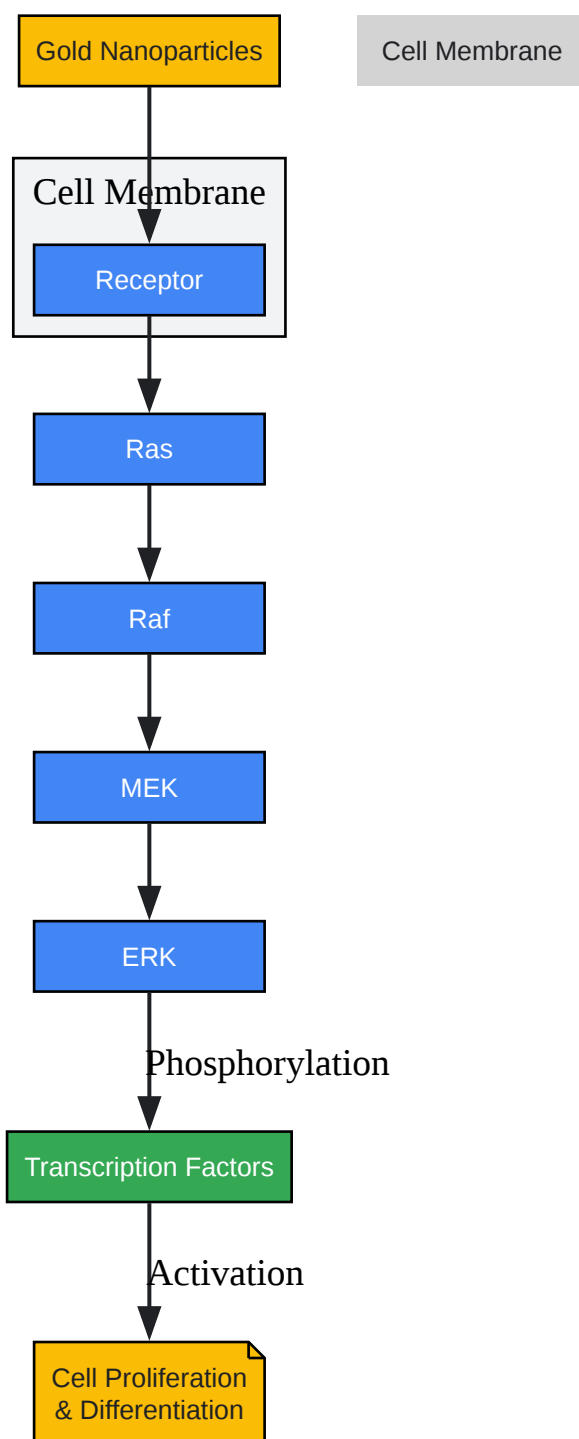 Gold Nanoparticles
Cell Membrane
Cell Membrane
Receptor
Ras
Raf
MEK
ERK
Phosphorylation
Transcription Factors
Activation
Cell Proliferation
& Differentiation